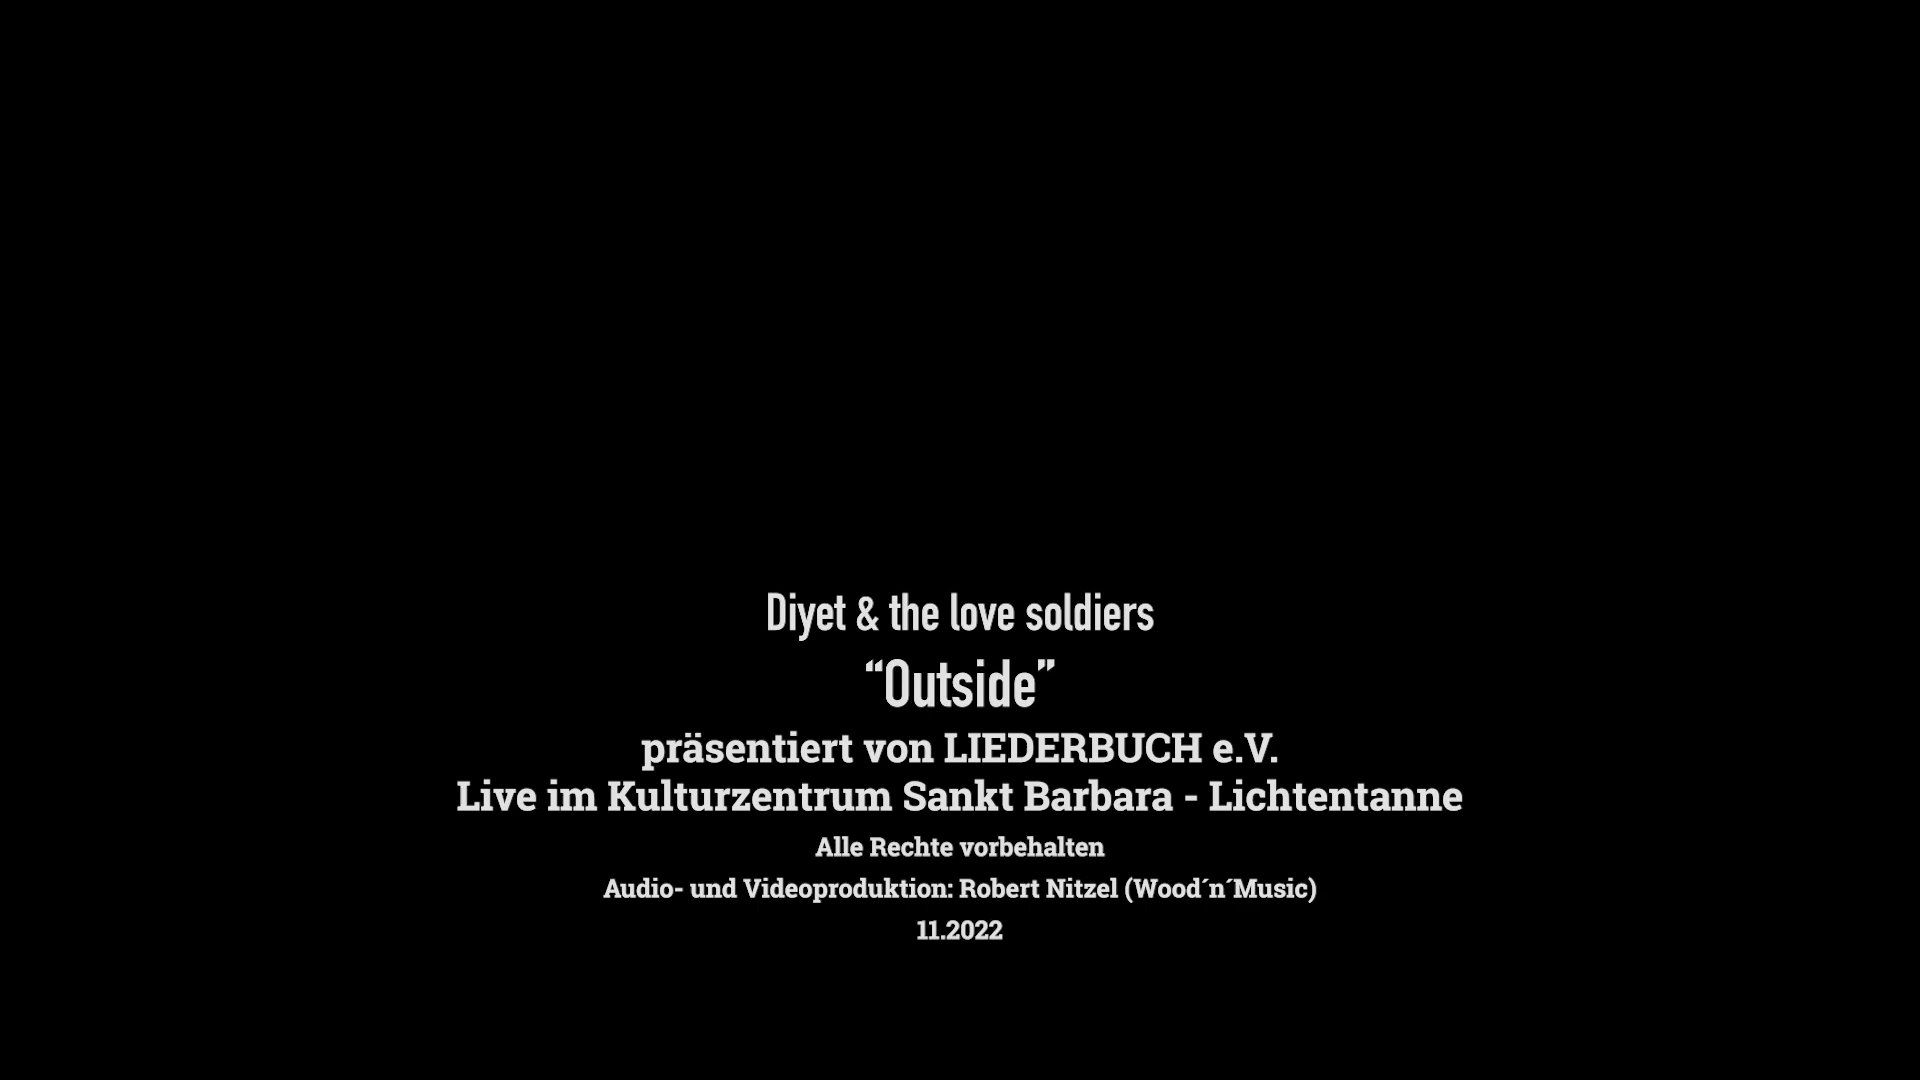 Diyet & the love soldiers
“Outside”
präsentiert von LIEDERBUCH e.V.
Live im Kulturzentrum Sankt Barbara - Lichtentanne
Alle Rechte vorbehalten
Audio- und Videoproduktion: Robert Nitzel (Wood´n´Music)
11.2022